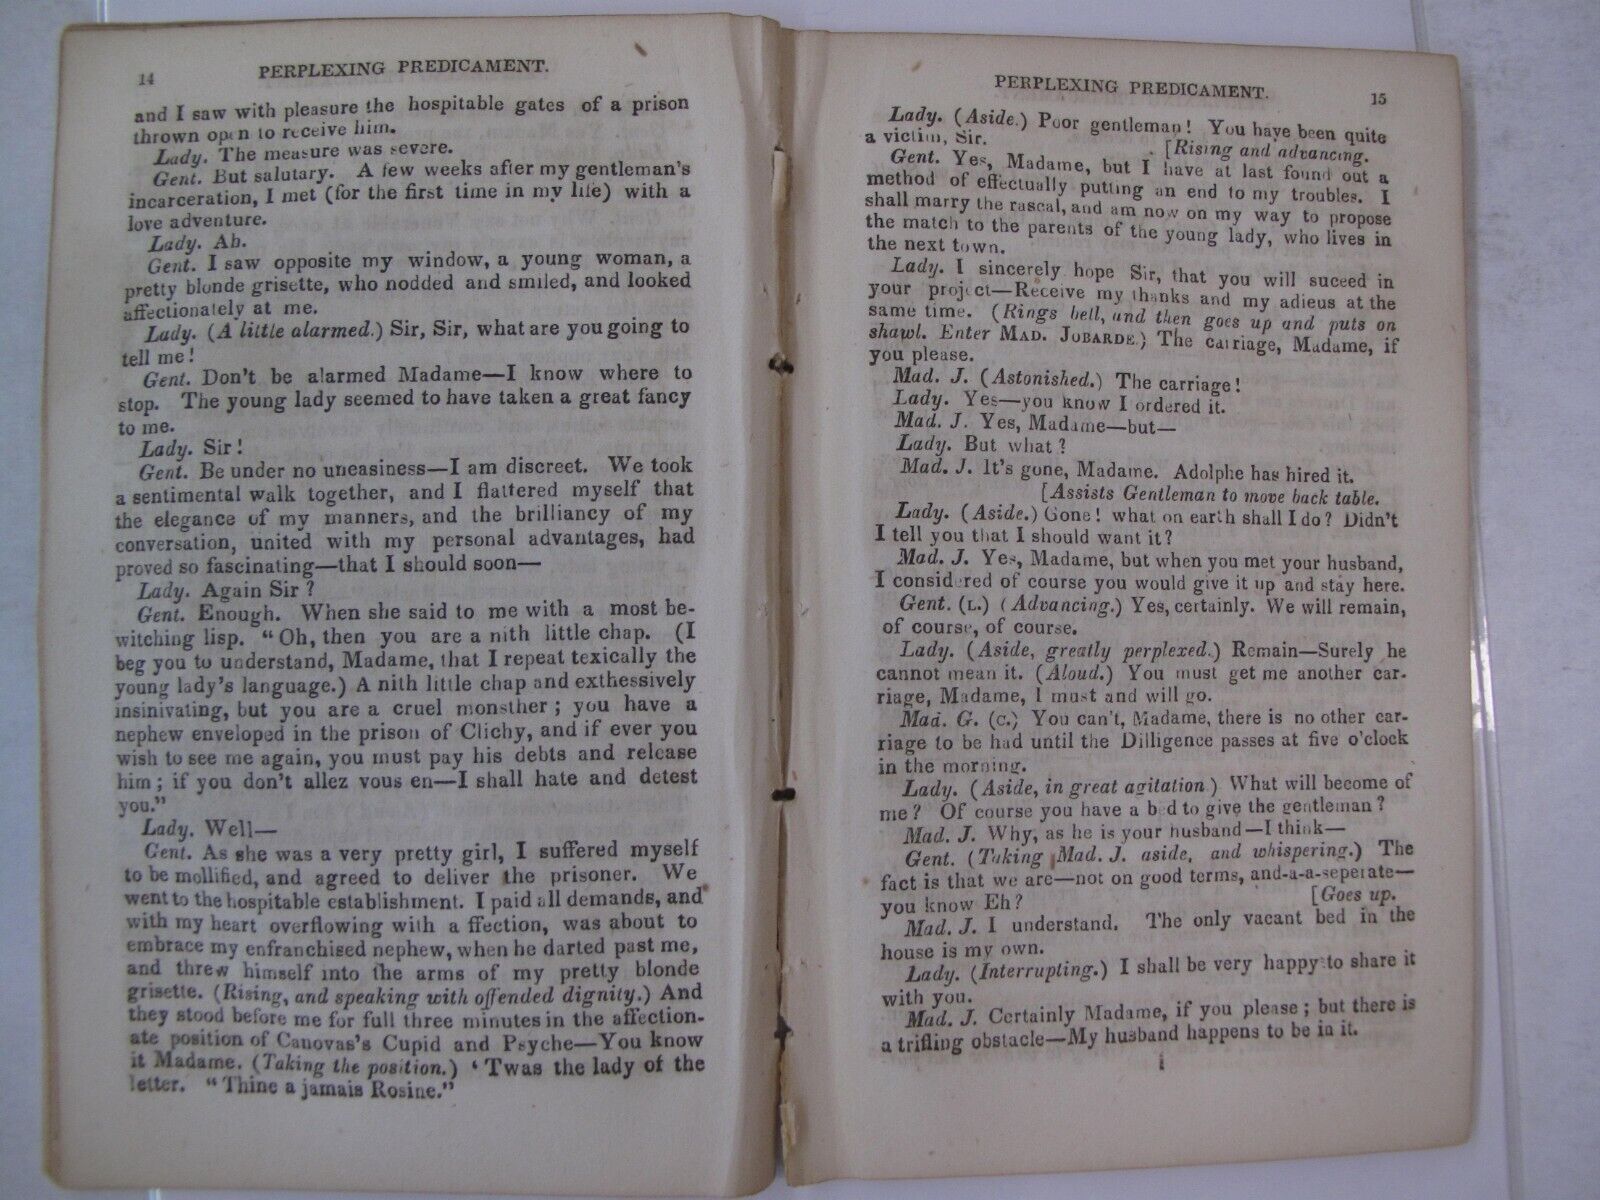 14 PERPLEXING PREDICAMENT.
and I saw with pleasure the hospitable gates of a prison
thrown open to receive him.
Lady. The measure was severe.
Gent. But salutary. A few weeks after my gentleman's
incarceration, I met (for the first time in my life) with a
love adventure.
Lady. Ah.
Gent. I saw opposite my window, a young woman, a
pretty blonde grisette, who nodded and smiled, and looked
affectionately at me.
Lady. (A little alarmed.) Sir, Sir, what are you going to
tell me!
Gent. Don't be alarmed Madame—I know where to
stop. The young lady seemed to have taken a great fancy
to me.
Lady. Sir!
Gent. Be under no uneasiness—I am discreet. We took
a sentimental walk together, and I flattered myself that
the elegance of my manners, and the brilliancy of my
conversation, united with my personal advantages, had
proved so fascinating—that I should soon—
Lady. Again Sir?
Gent. Enough. When she said to me with a most be-
witching lisp. "Oh, then you are a nith little chap. (I
beg you to understand, Madame, that I repeat texically the
young lady's language.) A nith little chap and exthessively
insinivating, but you are a cruel monsther; you have a
nephew enveloped in the prison of Clichy, and if ever you
wish to see me again, you must pay his debts and release
him; if you don't allez vous en—I shall hate and detest
you."
Lady. Well—
Gent. As she was a very pretty girl, I suffered myself
to be mollified, and agreed to deliver the prisoner. We
went to the hospitable establishment. I paid all demands, and
with my heart overflowing with a ffection, was about to
embrace my enfranchised nephew, when he darted past me,
and threw himself into the arms of my pretty blonde
grisette. (Rising, and speaking with offended dignity.) And
they stood before me for full three minutes in the affection-
ate position of Canovas's Cupid and Psyche—You know
it Madame. (Taking the position.) 'Twas the lady of the
letter. "Thine a jamais Rosine."
PERPLEXING PREDICAMENT. 15
Lady. (Aside.) Poor gentleman! You have been quite
a victim, Sir. [Rising and advancing.
Gent. Yes, Madame, but I have at last found out a
method of effectually putting an end to my troubles. I
shall marry the rascal, and am now on my way to propose
the match to the parents of the young lady, who lives in
the next town.
Lady. I sincerely hope Sir, that you will suceed in
your project—Receive my thanks and my adieus at the
same time. (Rings bell, and then goes up and puts on
shawl. Enter MAD. JOBARDE.) The carriage, Madame, if
you please.
Mad. J. (Astonished.) The carriage!
Lady. Yes—you know I ordered it.
Mad. J. Yes, Madame—but—
Lady. But what?
Mad. J. It's gone, Madame. Adolphe has hired it.
[Assists Gentleman to move back table.
Lady. (Aside.) Gone! what on earth shall I do? Didn't
I tell you that I should want it?
Mad. J. Yes, Madame, but when you met your husband,
I considered of course you would give it up and stay here.
Gent. (L.) (Advancing.) Yes, certainly. We will remain,
of course, of course.
Lady. (Aside, greatly perplexed.) Remain—Surely he
cannot mean it. (Aloud.) You must get me another car-
riage, Madame, I must and will go.
Mad. G. (C.) You can't, Madame, there is no other car-
riage to be had until the Dilligence passes at five o'clock
in the morning.
Lady. (Aside, in great agitation.) What will become of
me? Of course you have a bed to give the gentleman?
Mad. J. Why, as he is your husband—I think—
Gent. (Taking Mad. J. aside, and whispering.) The
fact is that we are—not on good terms, and-a-a-seperate—
you know Eh? [Goes up.
Mad. J. I understand. The only vacant bed in the
house is my own.
Lady. (Interrupting.) I shall be very happy to share it
with you.
Mad. J. Certainly Madame, if you please; but there is
a trifling obstacle—My husband happens to be in it.